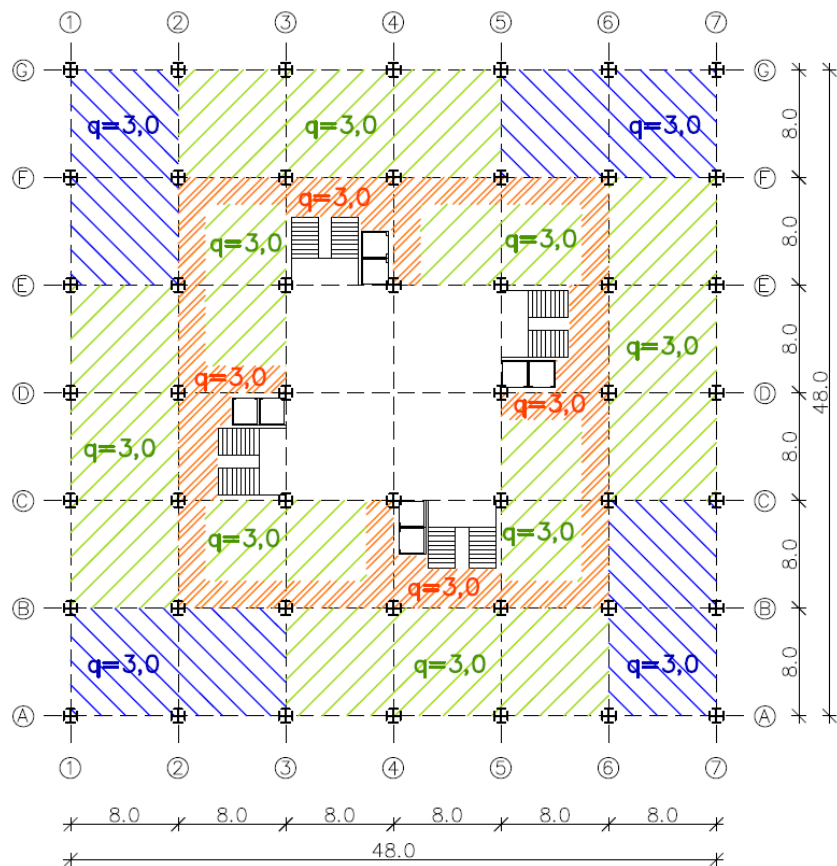 1 2 3 4 5 6 7
G G
q=3,0 q=3,0 q=3,0
8.0
F F
q=3,0
q=3,0 q=3,0
8.0
E E
q=3,0
8.0
q=3,0 q=3,0
D D
48.0
q=3,0
8.0
C C
q=3,0 q=3,0
8.0
q=3,0
B B
q=3,0 q=3,0 q=3,0
8.0
A A
1 2 3 4 5 6 7
8.0 8.0 8.0 8.0 8.0 8.0
48.0